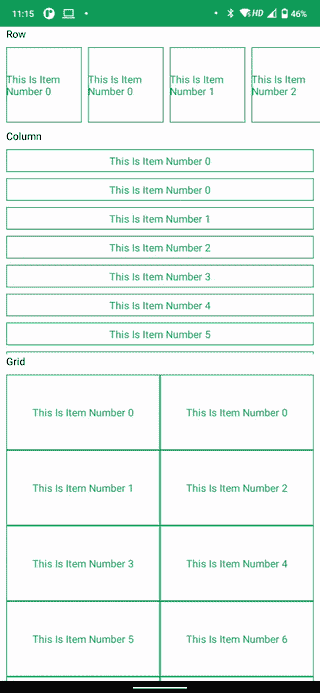 11:15
HD 46%
Row
This Is Item
Number 0
This Is Item
Number 0
This Is Item
Number 1
This Is Item
Number 2
Column
This Is Item Number 0
This Is Item Number 0
This Is Item Number 1
This Is Item Number 2
This Is Item Number 3
This Is Item Number 4
This Is Item Number 5
Grid
This Is Item Number 0
This Is Item Number 0
This Is Item Number 1
This Is Item Number 2
This Is Item Number 3
This Is Item Number 4
This Is Item Number 5
This Is Item Number 6